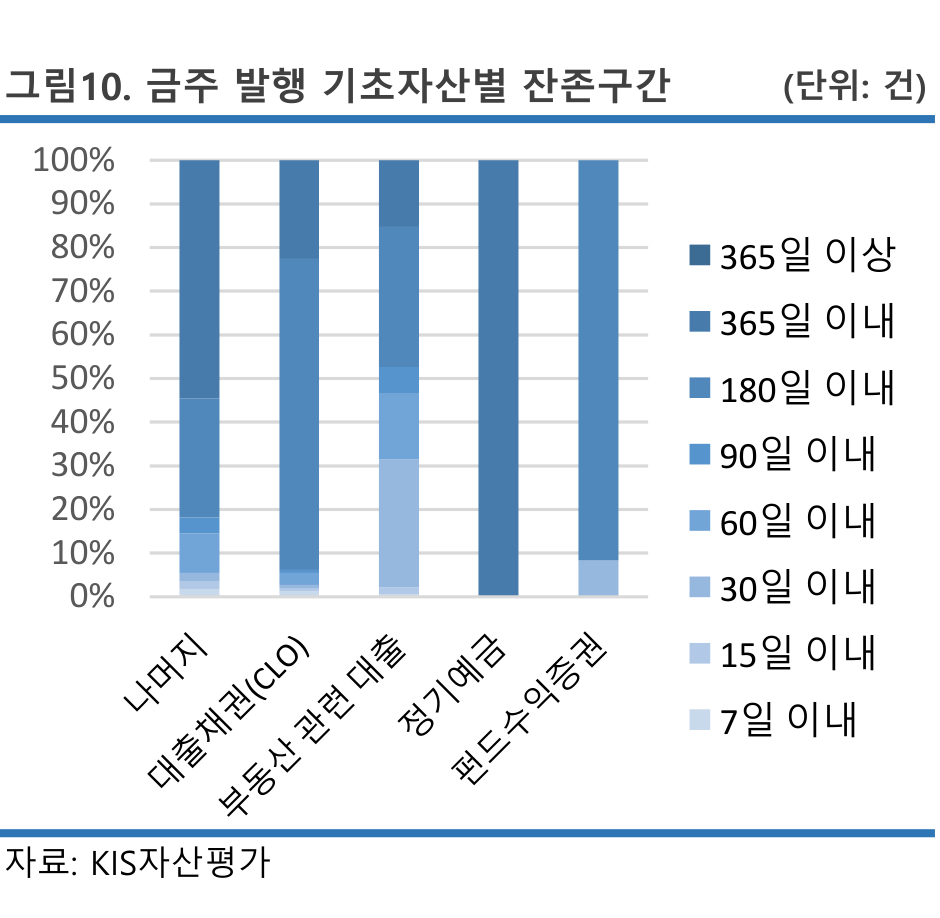 그림10. 금주 발행 기초자산별 잔존구간 (단위: 건)
100%
90%
80%
70%
60%
50%
40%
30%
20%
10%
0%
나머지
대출채권(CLO)
부동산 관련 대출
정기예금
펀드수익증권
365일 이상
365일 이내
180일 이내
90일 이내
60일 이내
30일 이내
15일 이내
7일 이내
자료: KIS자산평가